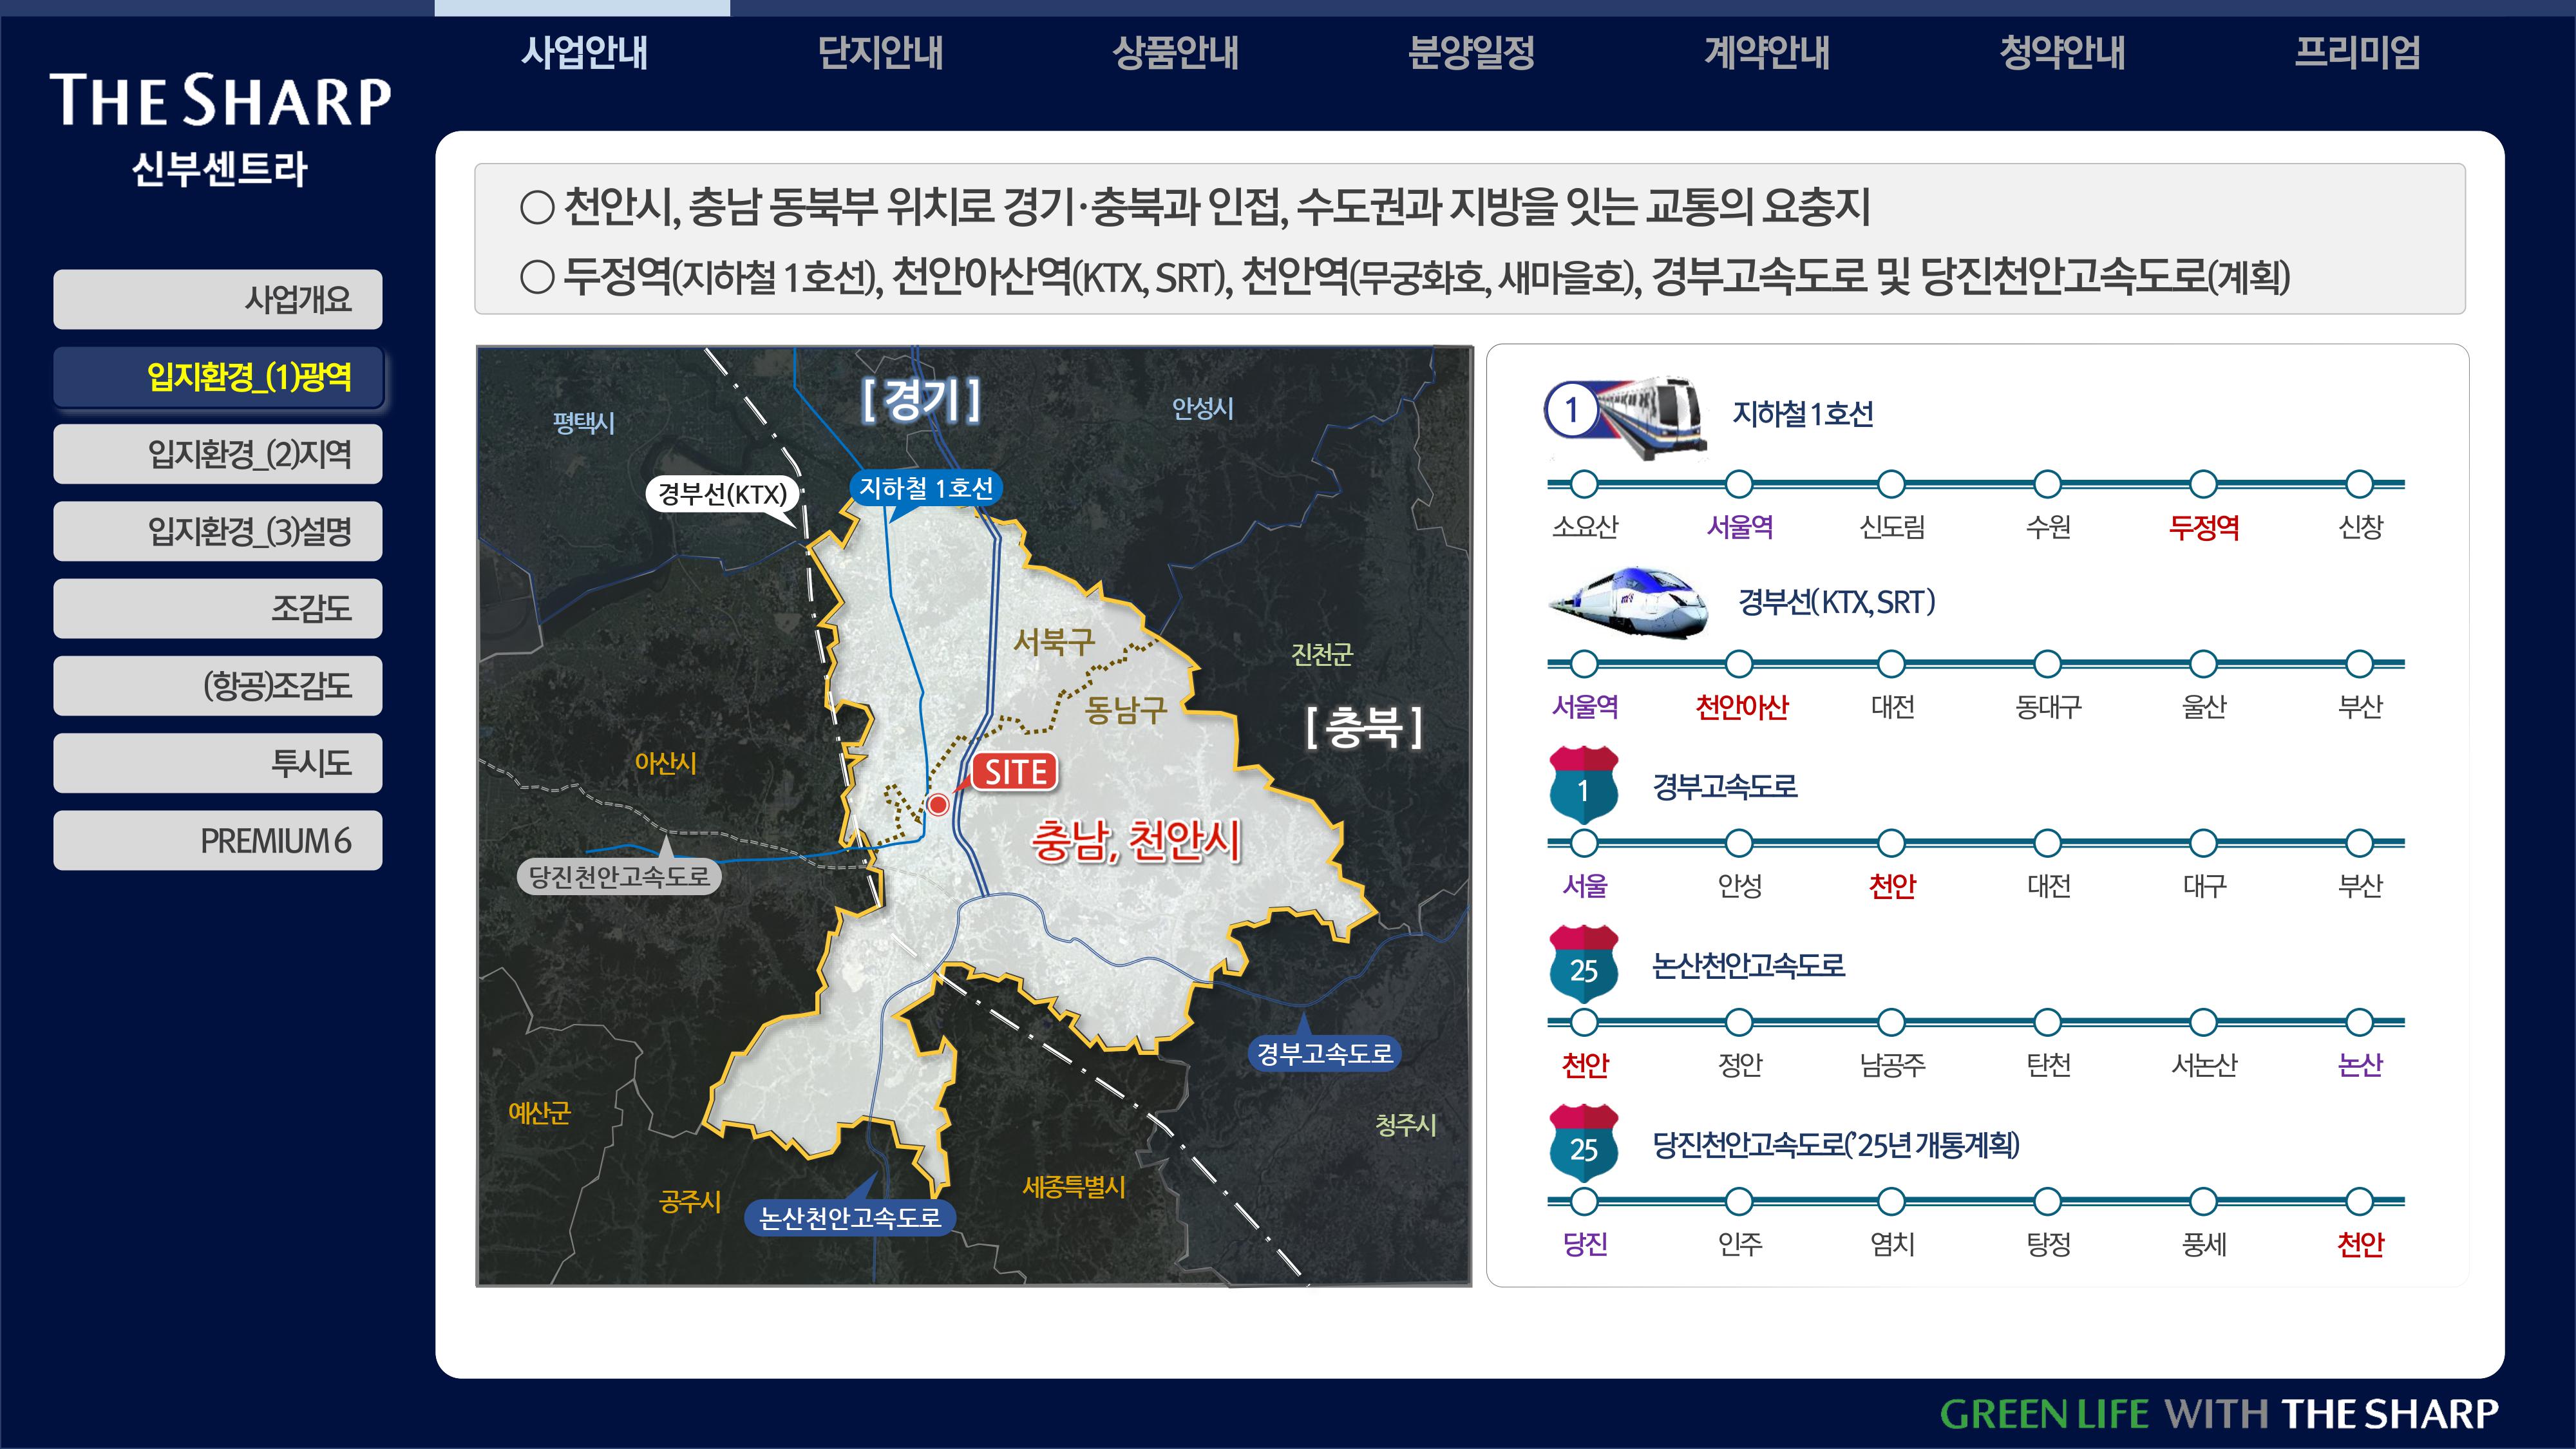 사업안내 단지안내 상품안내 분양일정 계약안내 청약안내 프리미엄
THE SHARP
신부센트라
사업개요
입지환경_(1)광역
입지환경_(2)지역
입지환경_(3)설명
조감도
(항공)조감도
투시도
PREMIUM 6
○ 천안시, 충남 동북부 위치로 경기·충북과 인접, 수도권과 지방을 잇는 교통의 요충지
○ 두정역(지하철 1호선), 천안아산역(KTX, SRT), 천안역(무궁화호, 새마을호), 경부고속도로 및 당진천안고속도로(계획)
[ 경기 ]
평택시
안성시
경부선(KTX)
지하철 1호선
서북구
진천군
동남구
[ 충북 ]
아산시
SITE
충남, 천안시
당진천안고속도로
경부고속도로
예산군
청주시
공주시
세종특별시
논산천안고속도로
1
지하철 1호선
소요산 서울역 신도림 수원 두정역 신창
경부선(KTX, SRT)
서울역 천안아산 대전 동대구 울산 부산
1
경부고속도로
서울 안성 천안 대전 대구 부산
25
논산천안고속도로
천안 정안 남공주 탄천 서논산 논산
25
당진천안고속도로('25년 개통계획)
당진 인주 염치 탕정 풍세 천안
GREEN LIFE WITH THE SHARP